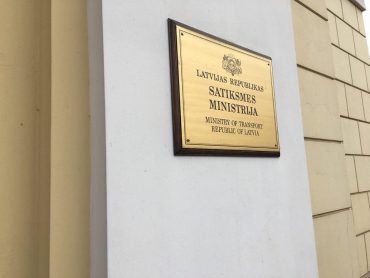 LATVIJAS REPUBLIKAS
SATIKSMES
MINISTRIJA
MINISTRY OF TRANSPORT
REPUBLIC OF LATVIA